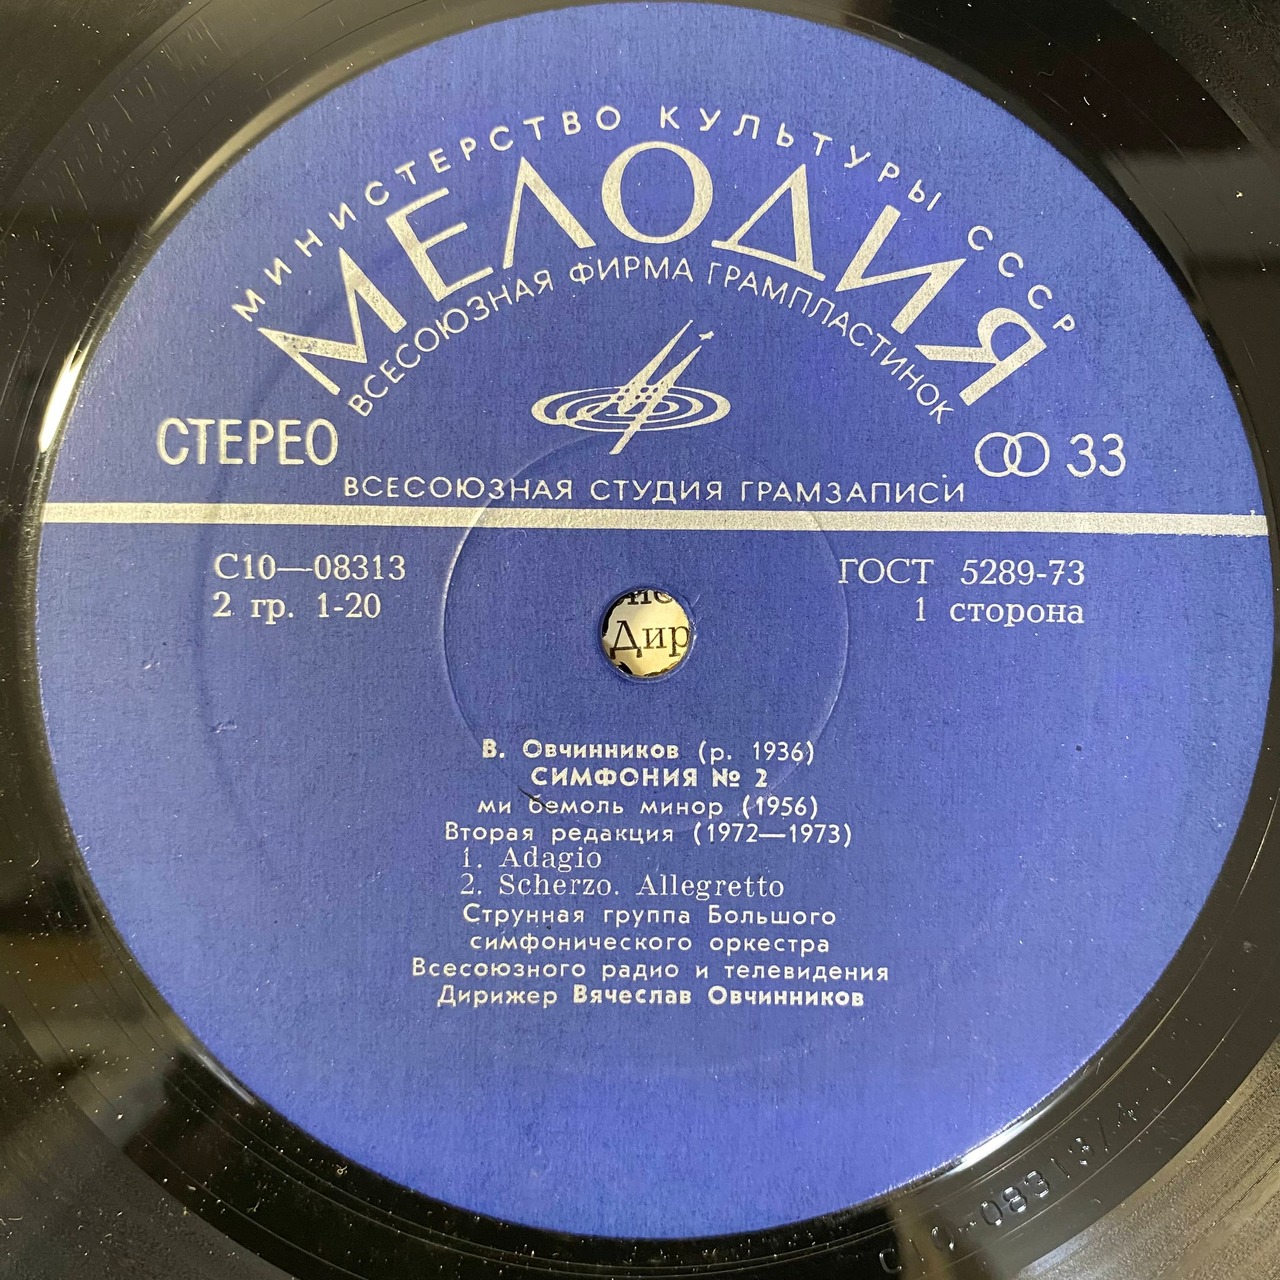 МИНИСТЕРСТВО КУЛЬТУРЫ СССР
МЕЛОДИЯ
ВСЕСОЮЗНАЯ ФИРМА ГРАМПЛАСТИНОК
СТЕРЕО
33
ВСЕСОЮЗНАЯ СТУДИЯ ГРАМЗАПИСИ
С10—08313
ГОСТ 5289-73
2 гр. 1-20
1 сторона
Дир
В. Овчинников (р. 1936)
СИМФОНИЯ № 2
ми бемоль минор (1956)
Вторая редакция (1972—1973)
1. Adagio
2. Scherzo. Allegretto
Струнная группа Большого
симфонического оркестра
Всесоюзного радио и телевидения
Дирижер Вячеслав Овчинников